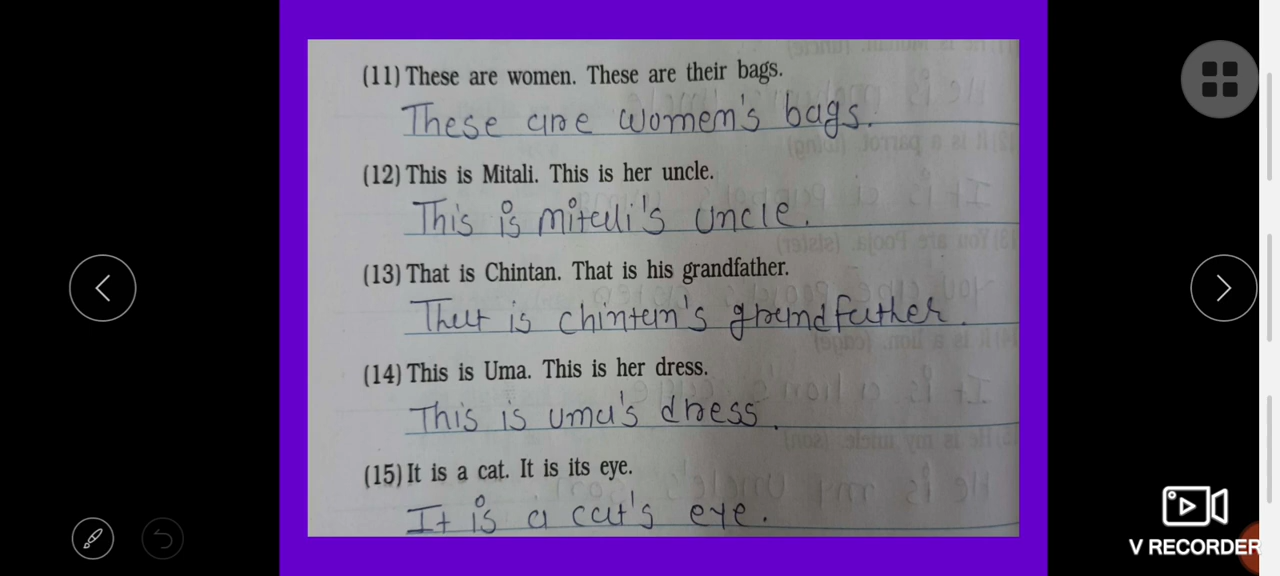 (11) These are women. These are their bags.
These are women's bags.
(12) This is Mitali. This is her uncle.
This is mitali's uncle.
(13) That is Chintan. That is his grandfather.
That is chintan's grandfather.
(14) This is Uma. This is her dress.
This is uma's dress.
(15) It is a cat. It is its eye.
It is a cat's eye.
V RECORDER